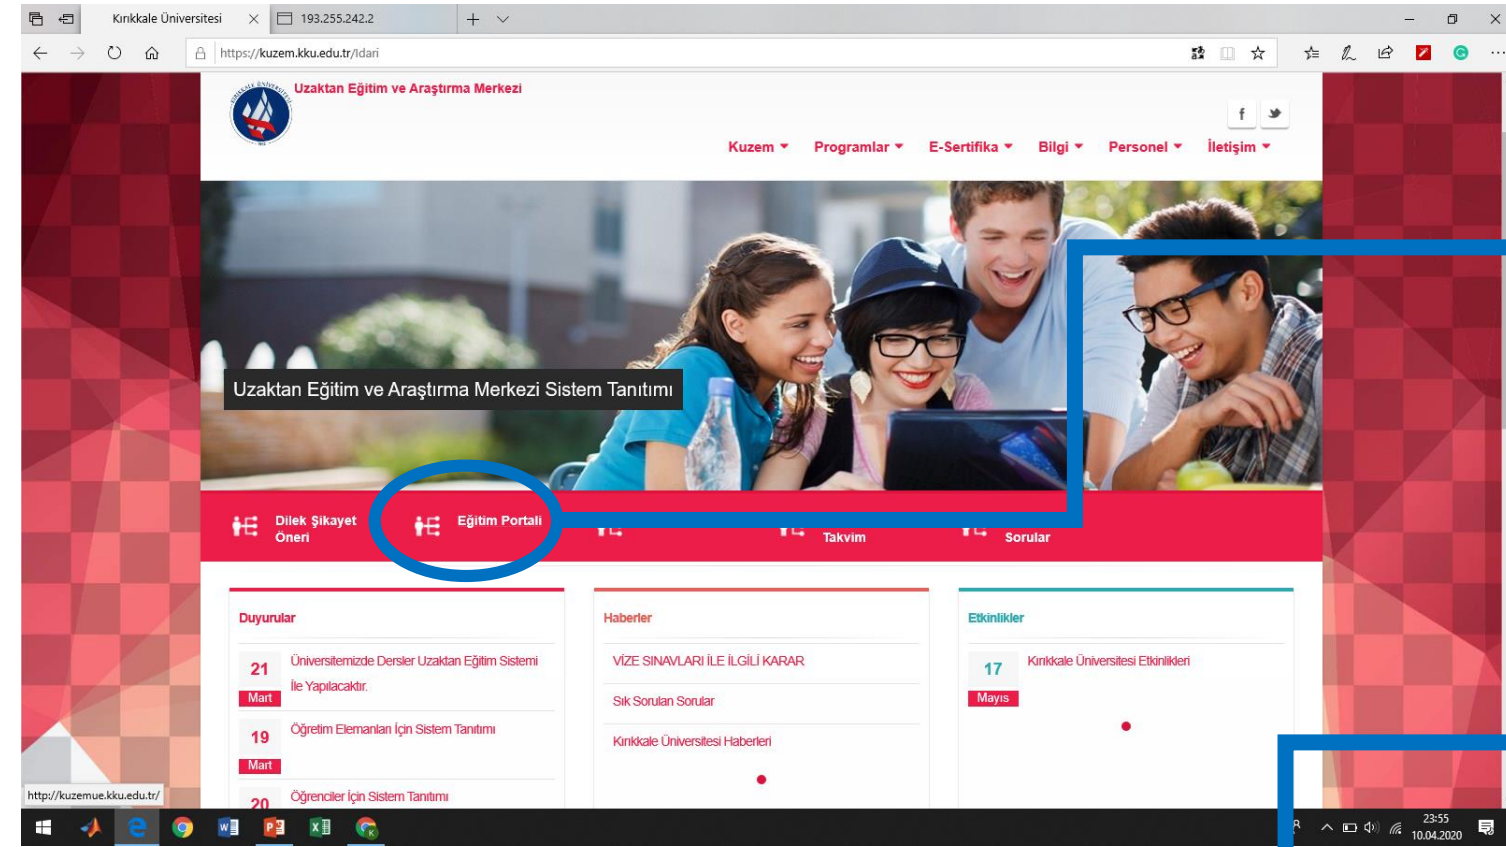 Kırıkkale Üniversitesi
193.255.242.2
https://kuzem.kku.edu.tr/Idari
Uzaktan Eğitim ve Araştırma Merkezi
Kuzem
Programlar
E-Sertifika
Bilgi
Personel
İletişim
Uzaktan Eğitim ve Araştırma Merkezi Sistem Tanıtımı
Dilek Şikayet
Öneri
Eğitim Portali
Takvim
Sorular
Duyurular
21
Mart
Üniversitemizde Dersler Uzaktan Eğitim Sistemi
İle Yapılacaktır.
19
Mart
Öğretim Elemanları İçin Sistem Tanıtımı
20
Öğrenciler İçin Sistem Tanıtımı
Haberler
VİZE SINAVLARI İLE İLGİLİ KARAR
Sık Sorulan Sorular
Kırıkkale Üniversitesi Haberleri
Etkinlikler
17
Mayıs
Kırıkkale Üniversitesi Etkinlikleri
http://kuzemue.kku.edu.tr/
23:55
10.04.2020